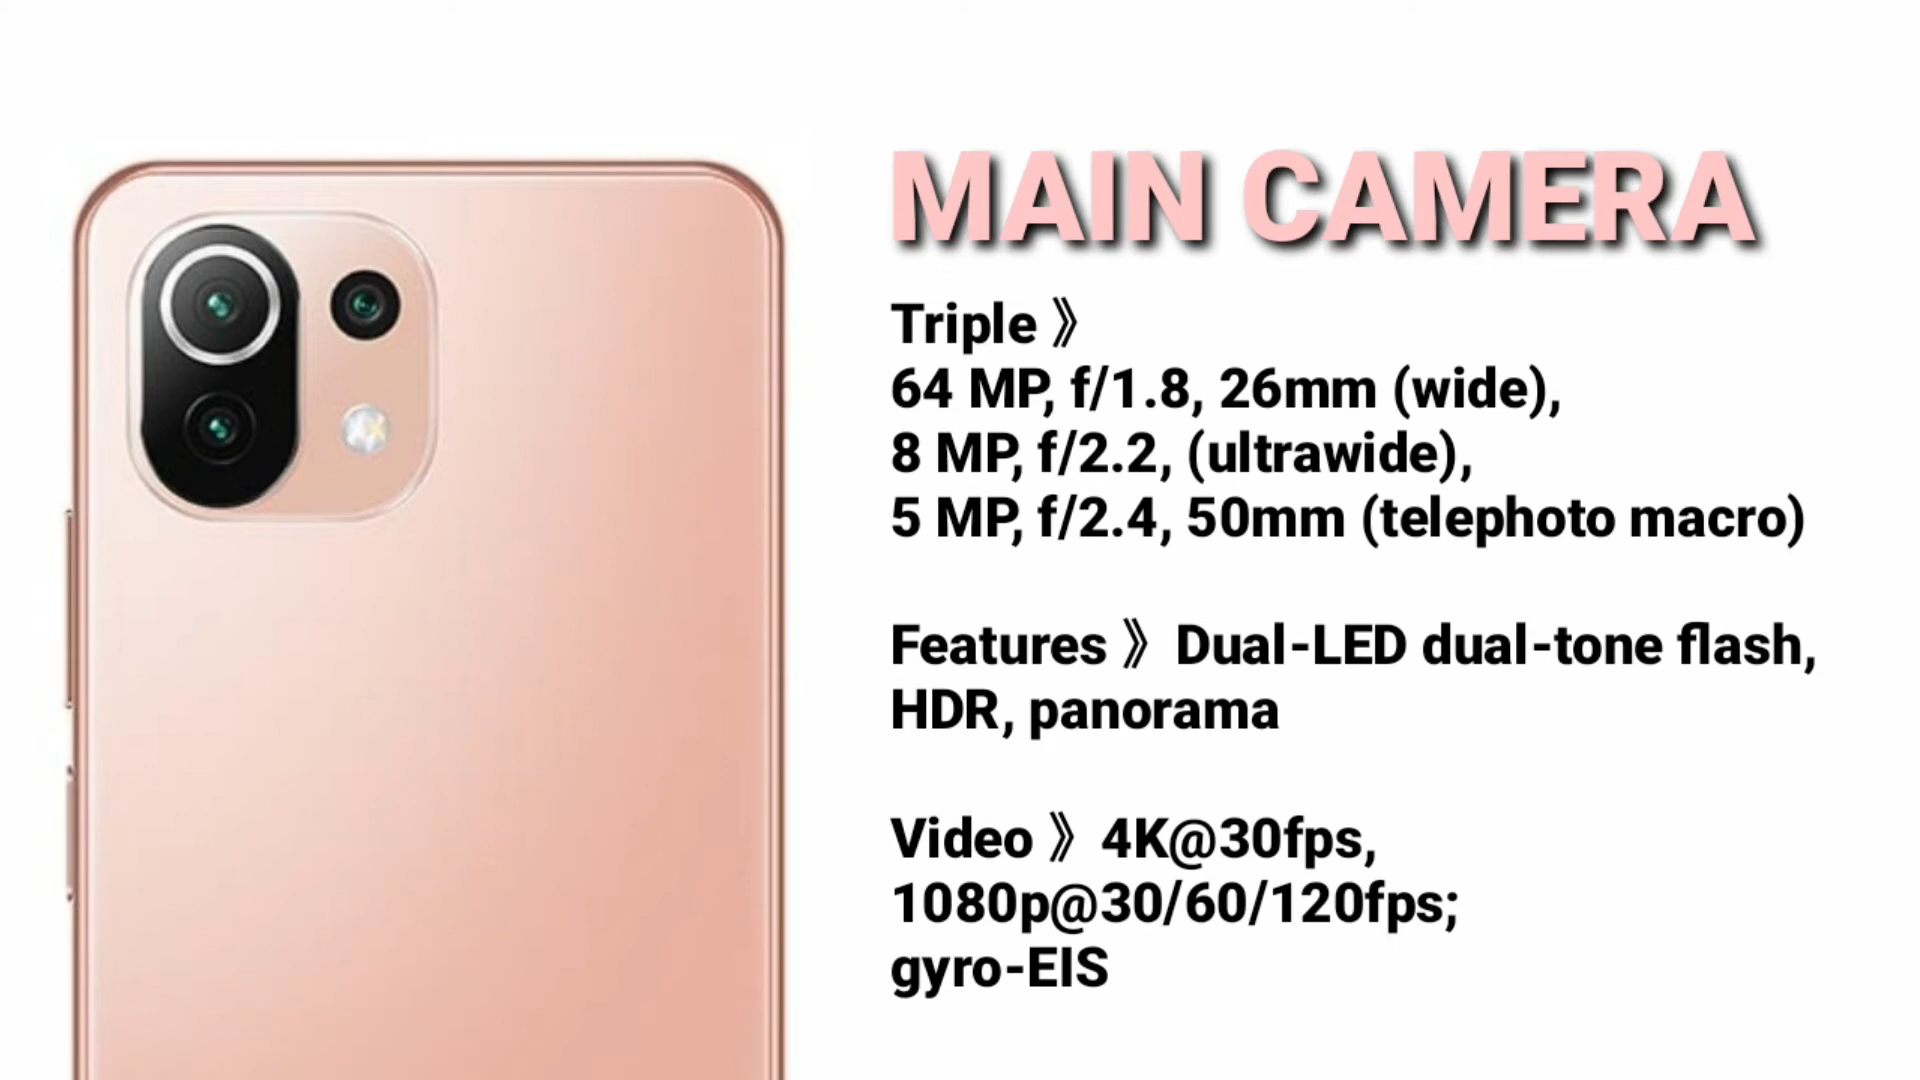 MAIN CAMERA
Triple 》
64 MP, f/1.8, 26mm (wide),
8 MP, f/2.2, (ultrawide),
5 MP, f/2.4, 50mm (telephoto macro)
Features 》Dual-LED dual-tone flash,
HDR, panorama
Video 》4K@30fps,
1080p@30/60/120fps;
gyro-EIS